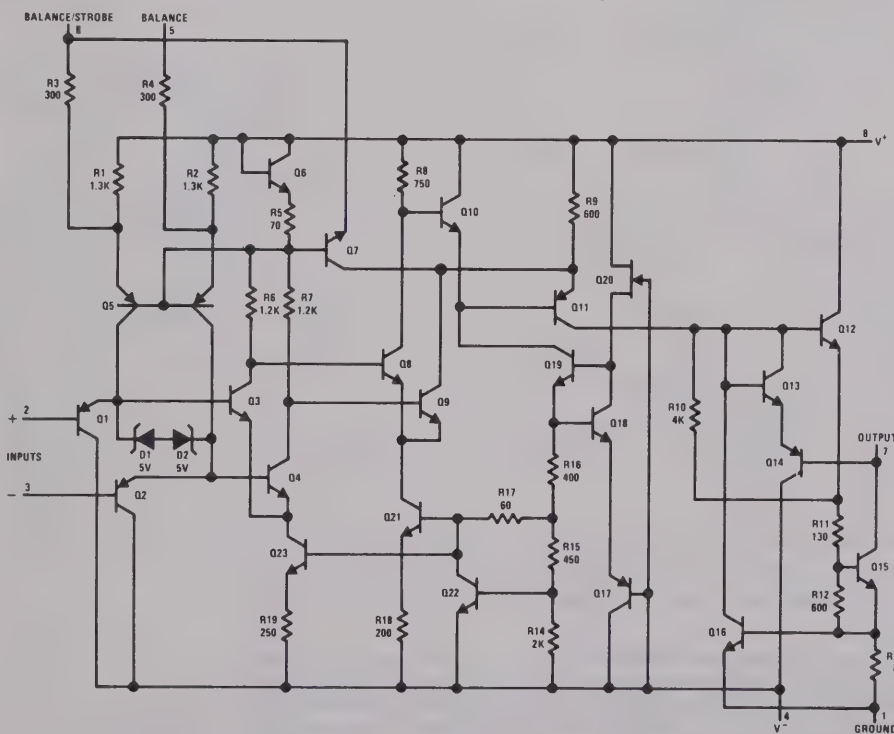 BALANCE/STROBE
BALANCE
6
5
R3
300
R4
300
8
V+
R1
1.3K
R2
1.3K
Q6
R8
750
Q10
R9
600
R5
70
Q7
Q20
Q5
R6
1.2K
R7
1.2K
Q11
Q12
Q8
Q19
Q13
+ 2
Q1
Q3
Q9
Q18
R10
4K
OUTPUT
7
INPUTS
D1
5V
D2
5V
Q14
- 3
Q2
Q4
R16
400
Q21
R17
60
R11
130
Q23
R15
450
Q15
Q22
Q17
R12
600
R19
250
R18
200
R14
2K
Q16
R
4
V-
1
GROUND